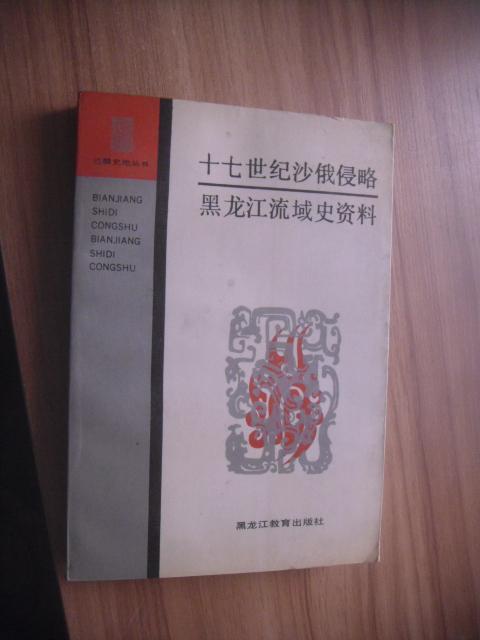 边疆史地丛书
BIANJIANG
SHIDI
CONGSHU
BIANJIANG
SHIDI
CONGSHU
十七世纪沙俄侵略
黑龙江流域史资料
黑龙江教育出版社